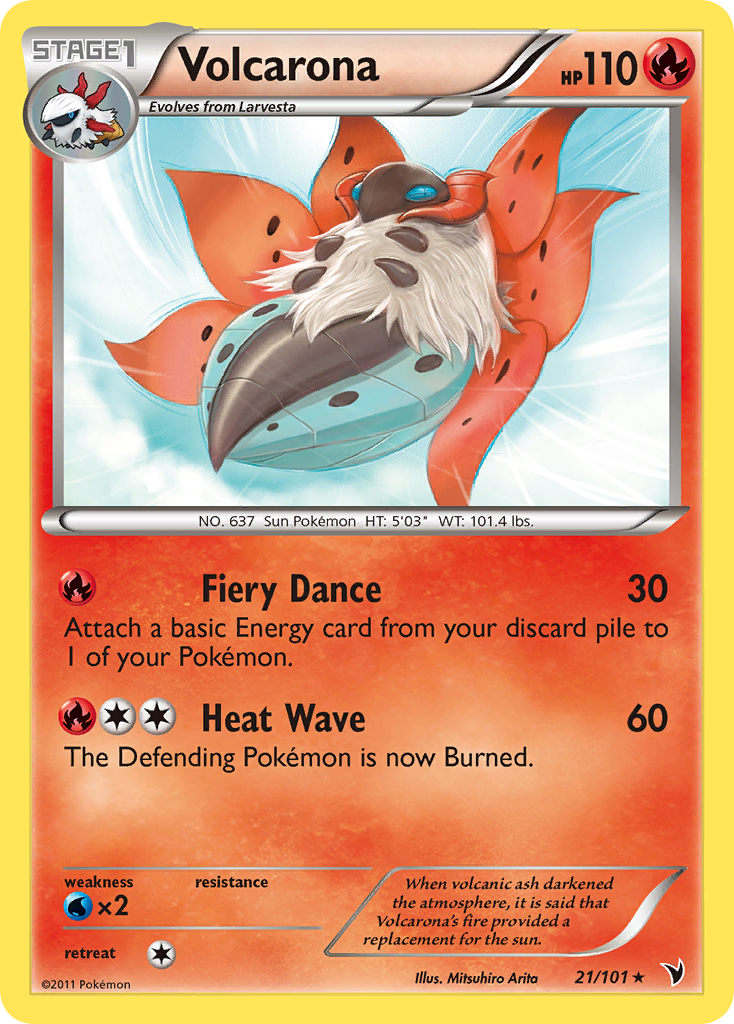 STAGE1
Volcarona
HP110
Evolves from Larvesta
NO. 637 Sun Pokémon HT: 5'03" WT: 101.4 lbs.
Fiery Dance 30
Attach a basic Energy card from your discard pile to
1 of your Pokémon.
Heat Wave 60
The Defending Pokémon is now Burned.
weakness resistance
×2
retreat
When volcanic ash darkened
the atmosphere, it is said that
Volcarona's fire provided a
replacement for the sun.
©2011 Pokémon
Illus. Mitsuhiro Arita 21/101 ★